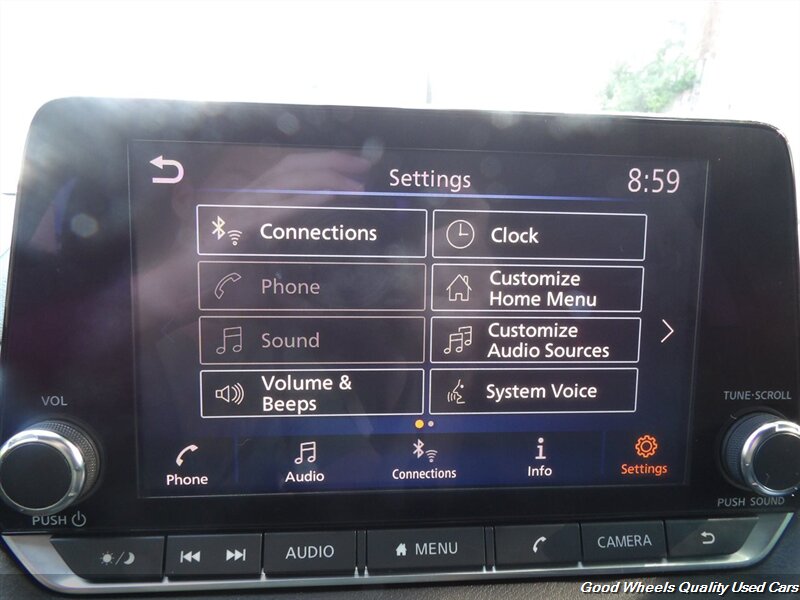 Settings
8:59
Connections
Clock
Phone
Customize
Home Menu
Sound
Customize
Audio Sources
Volume &
Beeps
System Voice
Phone
Audio
Connections
Info
Settings
VOL
PUSH
TUNE·SCROLL
PUSH SOUND
AUDIO
MENU
CAMERA
Good Wheels Quality Used Cars